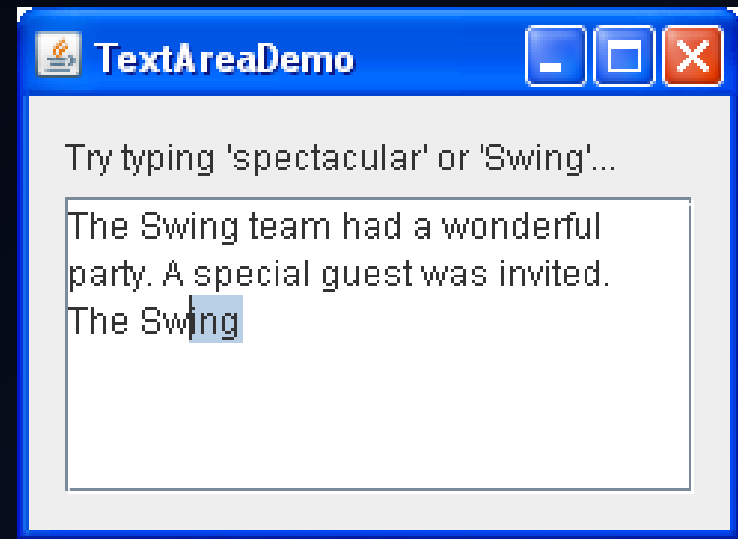 TextAreaDemo
Try typing 'spectacular' or 'Swing'...
The Swing team had a wonderful
party. A special guest was invited.
The Swing